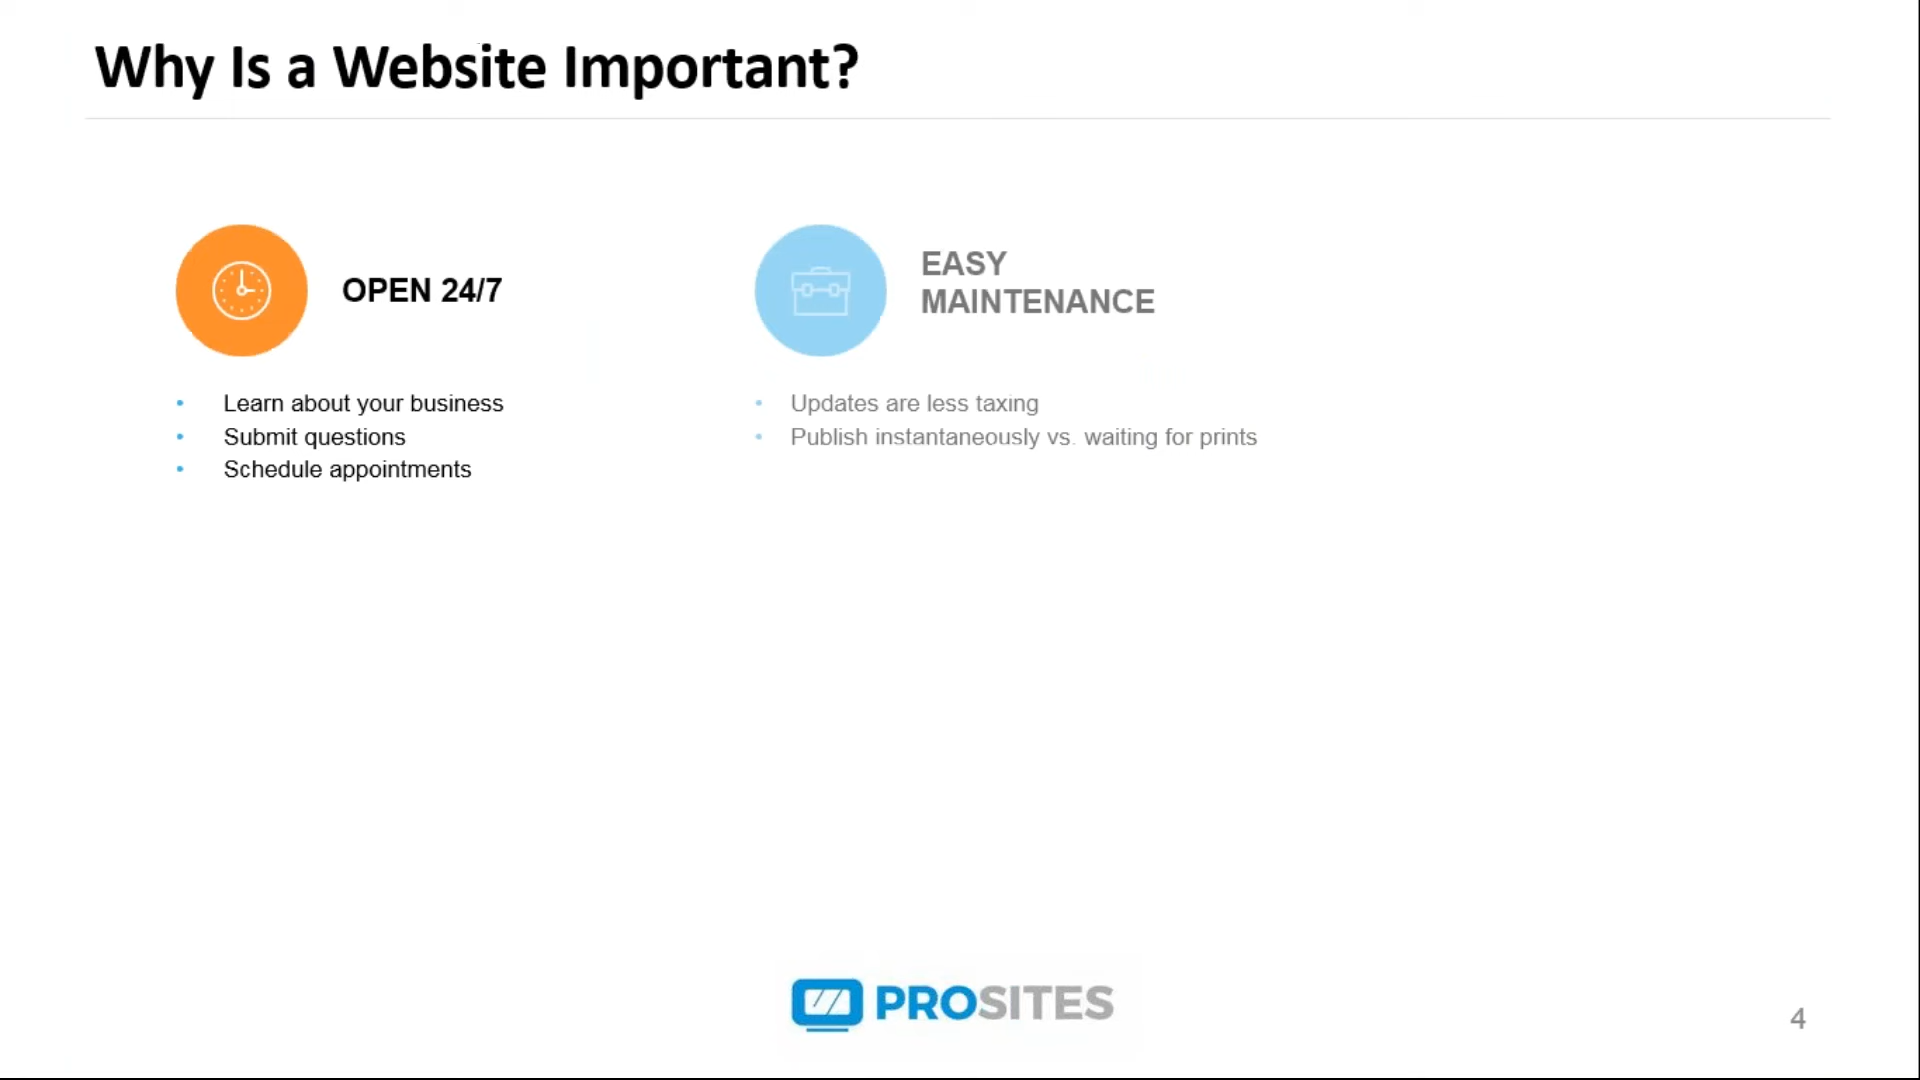 Why Is a Website Important?
OPEN 24/7
• Learn about your business
• Submit questions
• Schedule appointments
EASY
MAINTENANCE
• Updates are less taxing
• Publish instantaneously vs. waiting for prints
PROSITES
4